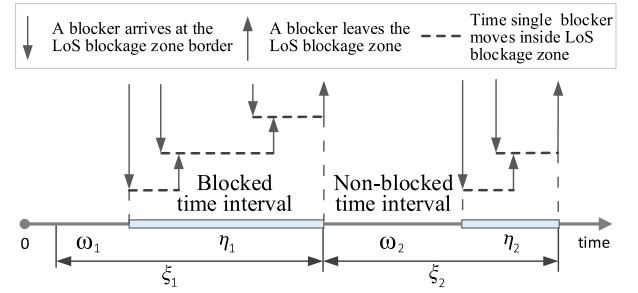 A blocker arrives at the
LoS blockage zone border
A blocker leaves the
LoS blockage zone
Time single blocker
moves inside LoS
blockage zone
Blocked
time interval
Non-blocked
time interval
0
ω1
η1
ω2
η2
time
ξ1
ξ2